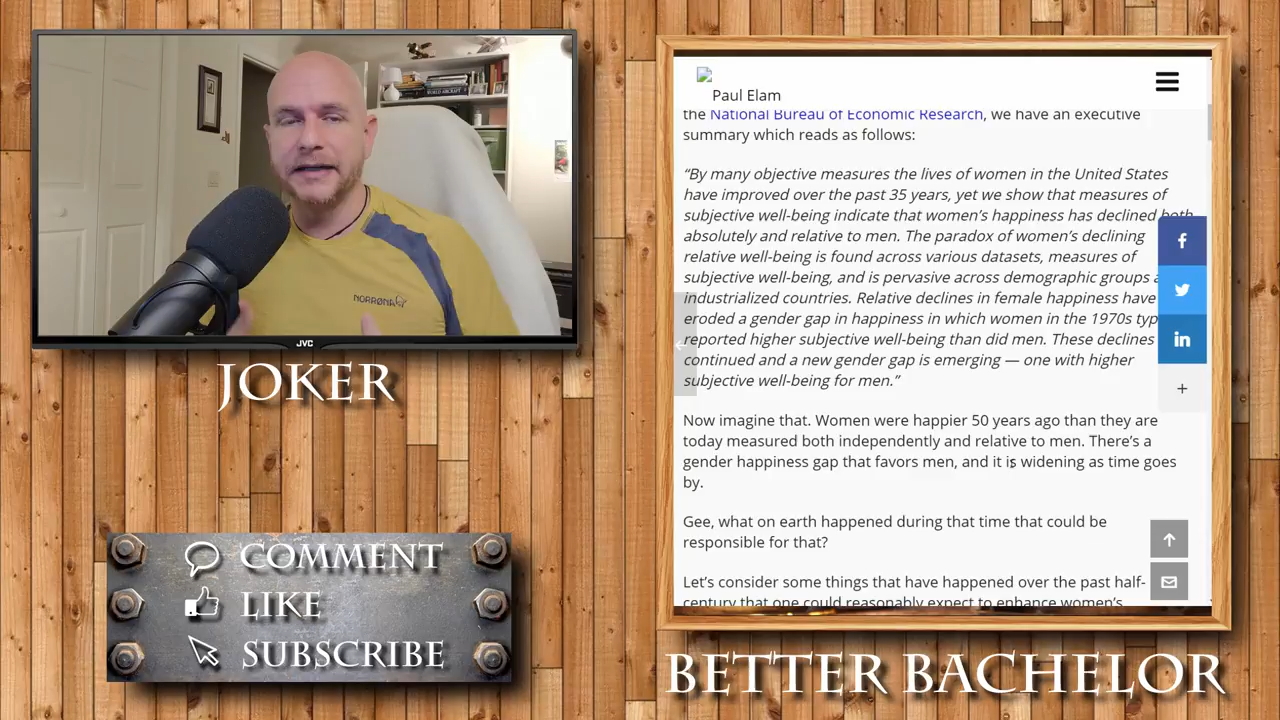 JVC
NORRØNA
WORLD AIRCRAFT
JOKER
COMMENT
LIKE
SUBSCRIBE
Paul Elam
the National Bureau of Economic Research, we have an executive
summary which reads as follows:
“By many objective measures the lives of women in the United States
have improved over the past 35 years, yet we show that measures of
subjective well-being indicate that women’s happiness has declined both
absolutely and relative to men. The paradox of women’s declining
relative well-being is found across various datasets, measures of
subjective well-being, and is pervasive across demographic groups a
industrialized countries. Relative declines in female happiness have
eroded a gender gap in happiness in which women in the 1970s typ
reported higher subjective well-being than did men. These declines
continued and a new gender gap is emerging — one with higher
subjective well-being for men.”
Now imagine that. Women were happier 50 years ago than they are
today measured both independently and relative to men. There’s a
gender happiness gap that favors men, and it is widening as time goes
by.
Gee, what on earth happened during that time that could be
responsible for that?
Let’s consider some things that have happened over the past half-
century that one could reasonably expect to enhance women’s
BETTER BACHELOR